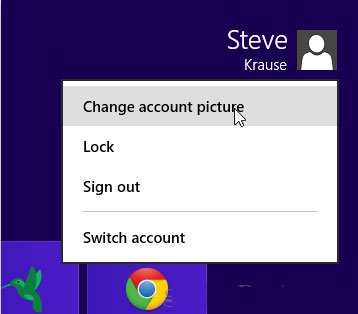 Steve
Krause
Change account picture
Lock
Sign out
Switch account